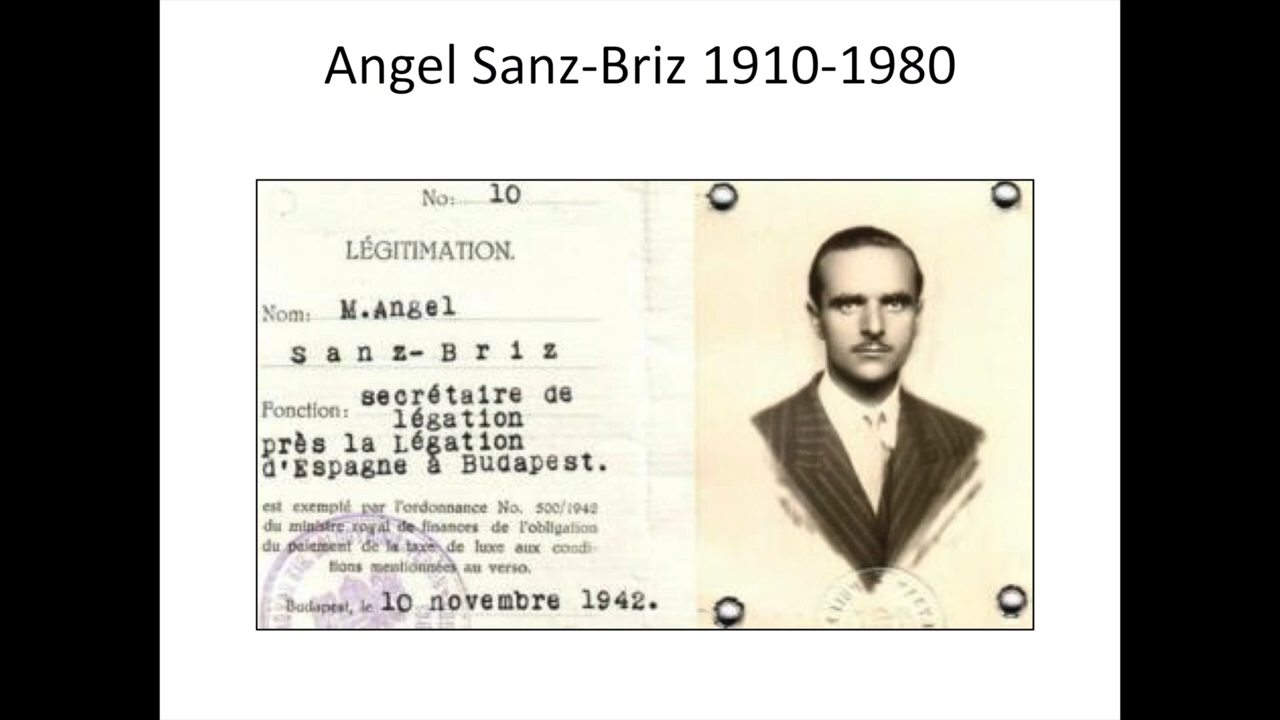 Angel Sanz-Briz 1910-1980
No: 10
LÉGITIMATION.
Nom: M.Angel
Sanz-Briz
Fonction: secrétaire de
légation
près la Légation
d'Espagne à Budapest.
est exempté par l'ordonnance No. 500/1942
du ministre royal de finances de l'obligation
du paiement de la taxe de luxe aux condi-
tions mentionnées au verso.
Budapest, le 10 novembre 1942.